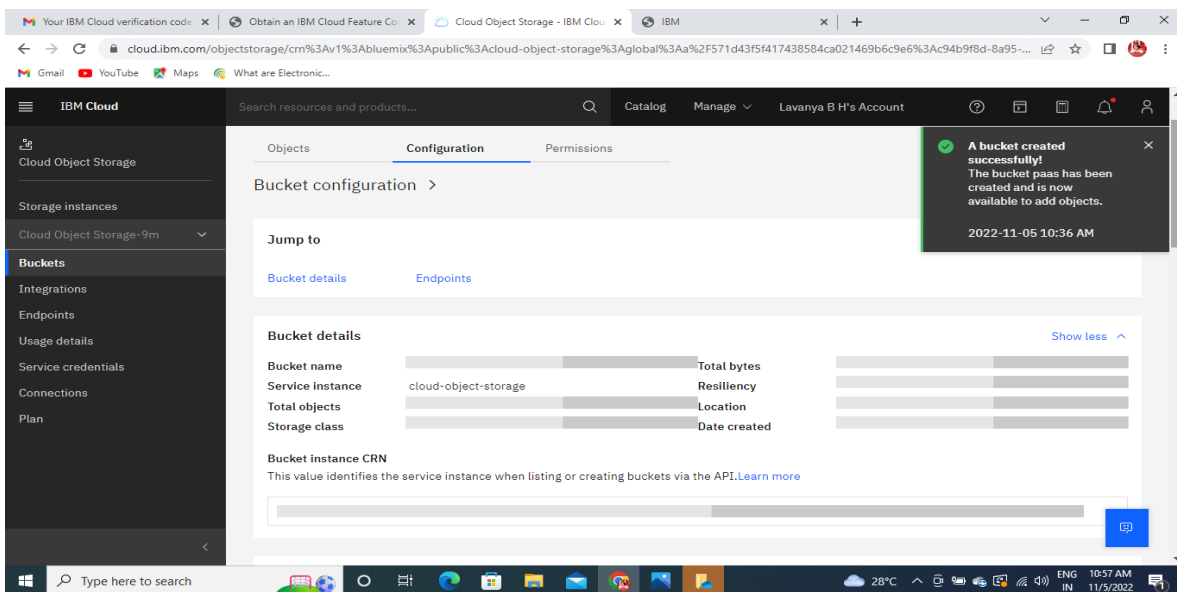 Your IBM Cloud verification code
Obtain an IBM Cloud Feature Co
Cloud Object Storage - IBM Clou
IBM
cloud.ibm.com/objectstorage/crn%3Av1%3Abluemix%3Apublic%3Acloud-object-storage%3Aglobal%3Aa%2F571d43f5f417438584ca021469b6c9e6%3Ac94b9f8d-8a95-...
Gmail
YouTube
Maps
What are Electronic...
IBM Cloud
Search resources and products...
Catalog
Manage
Lavanya B H's Account
Cloud Object Storage
Storage instances
Cloud Object Storage-9m
Buckets
Integrations
Endpoints
Usage details
Service credentials
Connections
Plan
Objects
Configuration
Permissions
Bucket configuration >
A bucket created
successfully!
The bucket paas has been
created and is now
available to add objects.
2022-11-05 10:36 AM
Jump to
Bucket details
Endpoints
Bucket details
Show less
Bucket name
Total bytes
Service instance
cloud-object-storage
Resiliency
Total objects
Location
Storage class
Date created
Bucket instance CRN
This value identifies the service instance when listing or creating buckets via the API.Learn more
Type here to search
28°C
ENG
IN
10:57 AM
11/5/2022